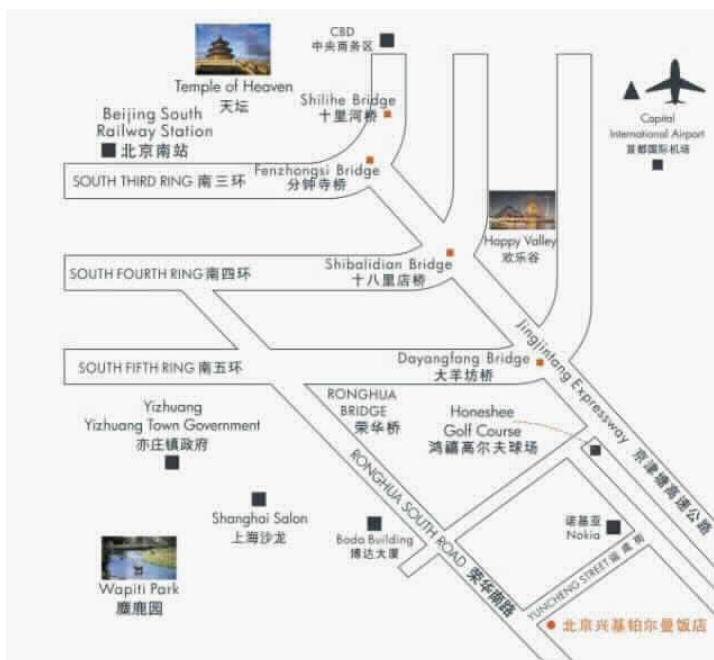 CBD
中央商务区
Temple of Heaven
天坛
Shilihe Bridge
十里河桥
Beijing South
Railway Station
北京南站
Capital
International Airport
首都国际机场
SOUTH THIRD RING 南三环
Fenzhongsi Bridge
分钟寺桥
Happy Valley
欢乐谷
SOUTH FOURTH RING 南四环
Shibalidian Bridge
十八里店桥
SOUTH FIFTH RING 南五环
Dayangfang Bridge
大羊坊桥
Jingjintang Expressway 京津塘高速公路
RONGHUA
BRIDGE
荣华桥
Honeshee
Golf Course
鸿禧高尔夫球场
Yizhuang
Yizhuang Town Government
亦庄镇政府
RONGHUA SOUTH ROAD 荣华南路
Shanghai Salon
上海沙龙
Boda Building
博达大厦
诺基亚
Nokia
Wapiti Park
麋鹿园
YUNCHENG STREET
北京兴基铂尔曼饭店